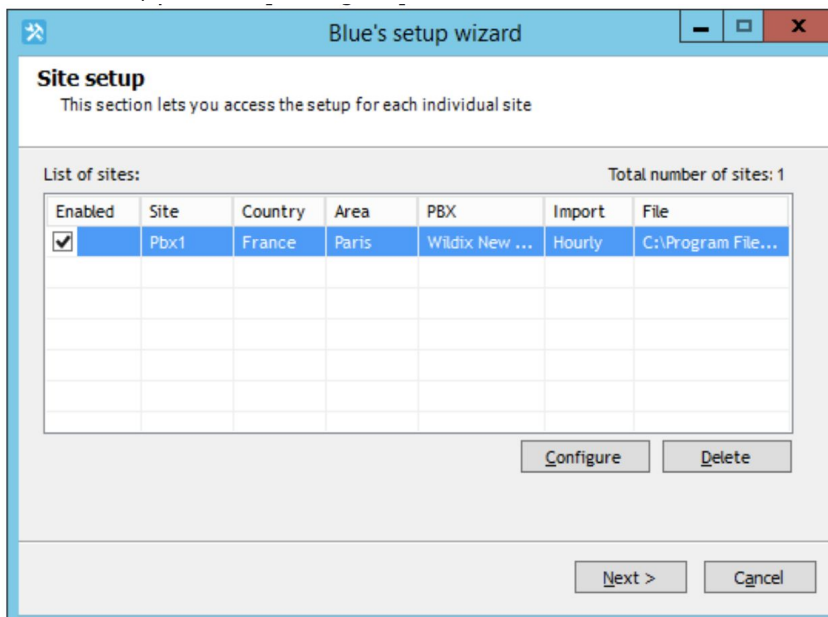 Blue's setup wizard
Site setup
This section lets you access the setup for each individual site
List of sites: Total number of sites: 1
Enabled Site Country Area PBX Import File
Pbx1 France Paris Wildix New ... Hourly C:\Program File...
Configure Delete
Next > Cancel